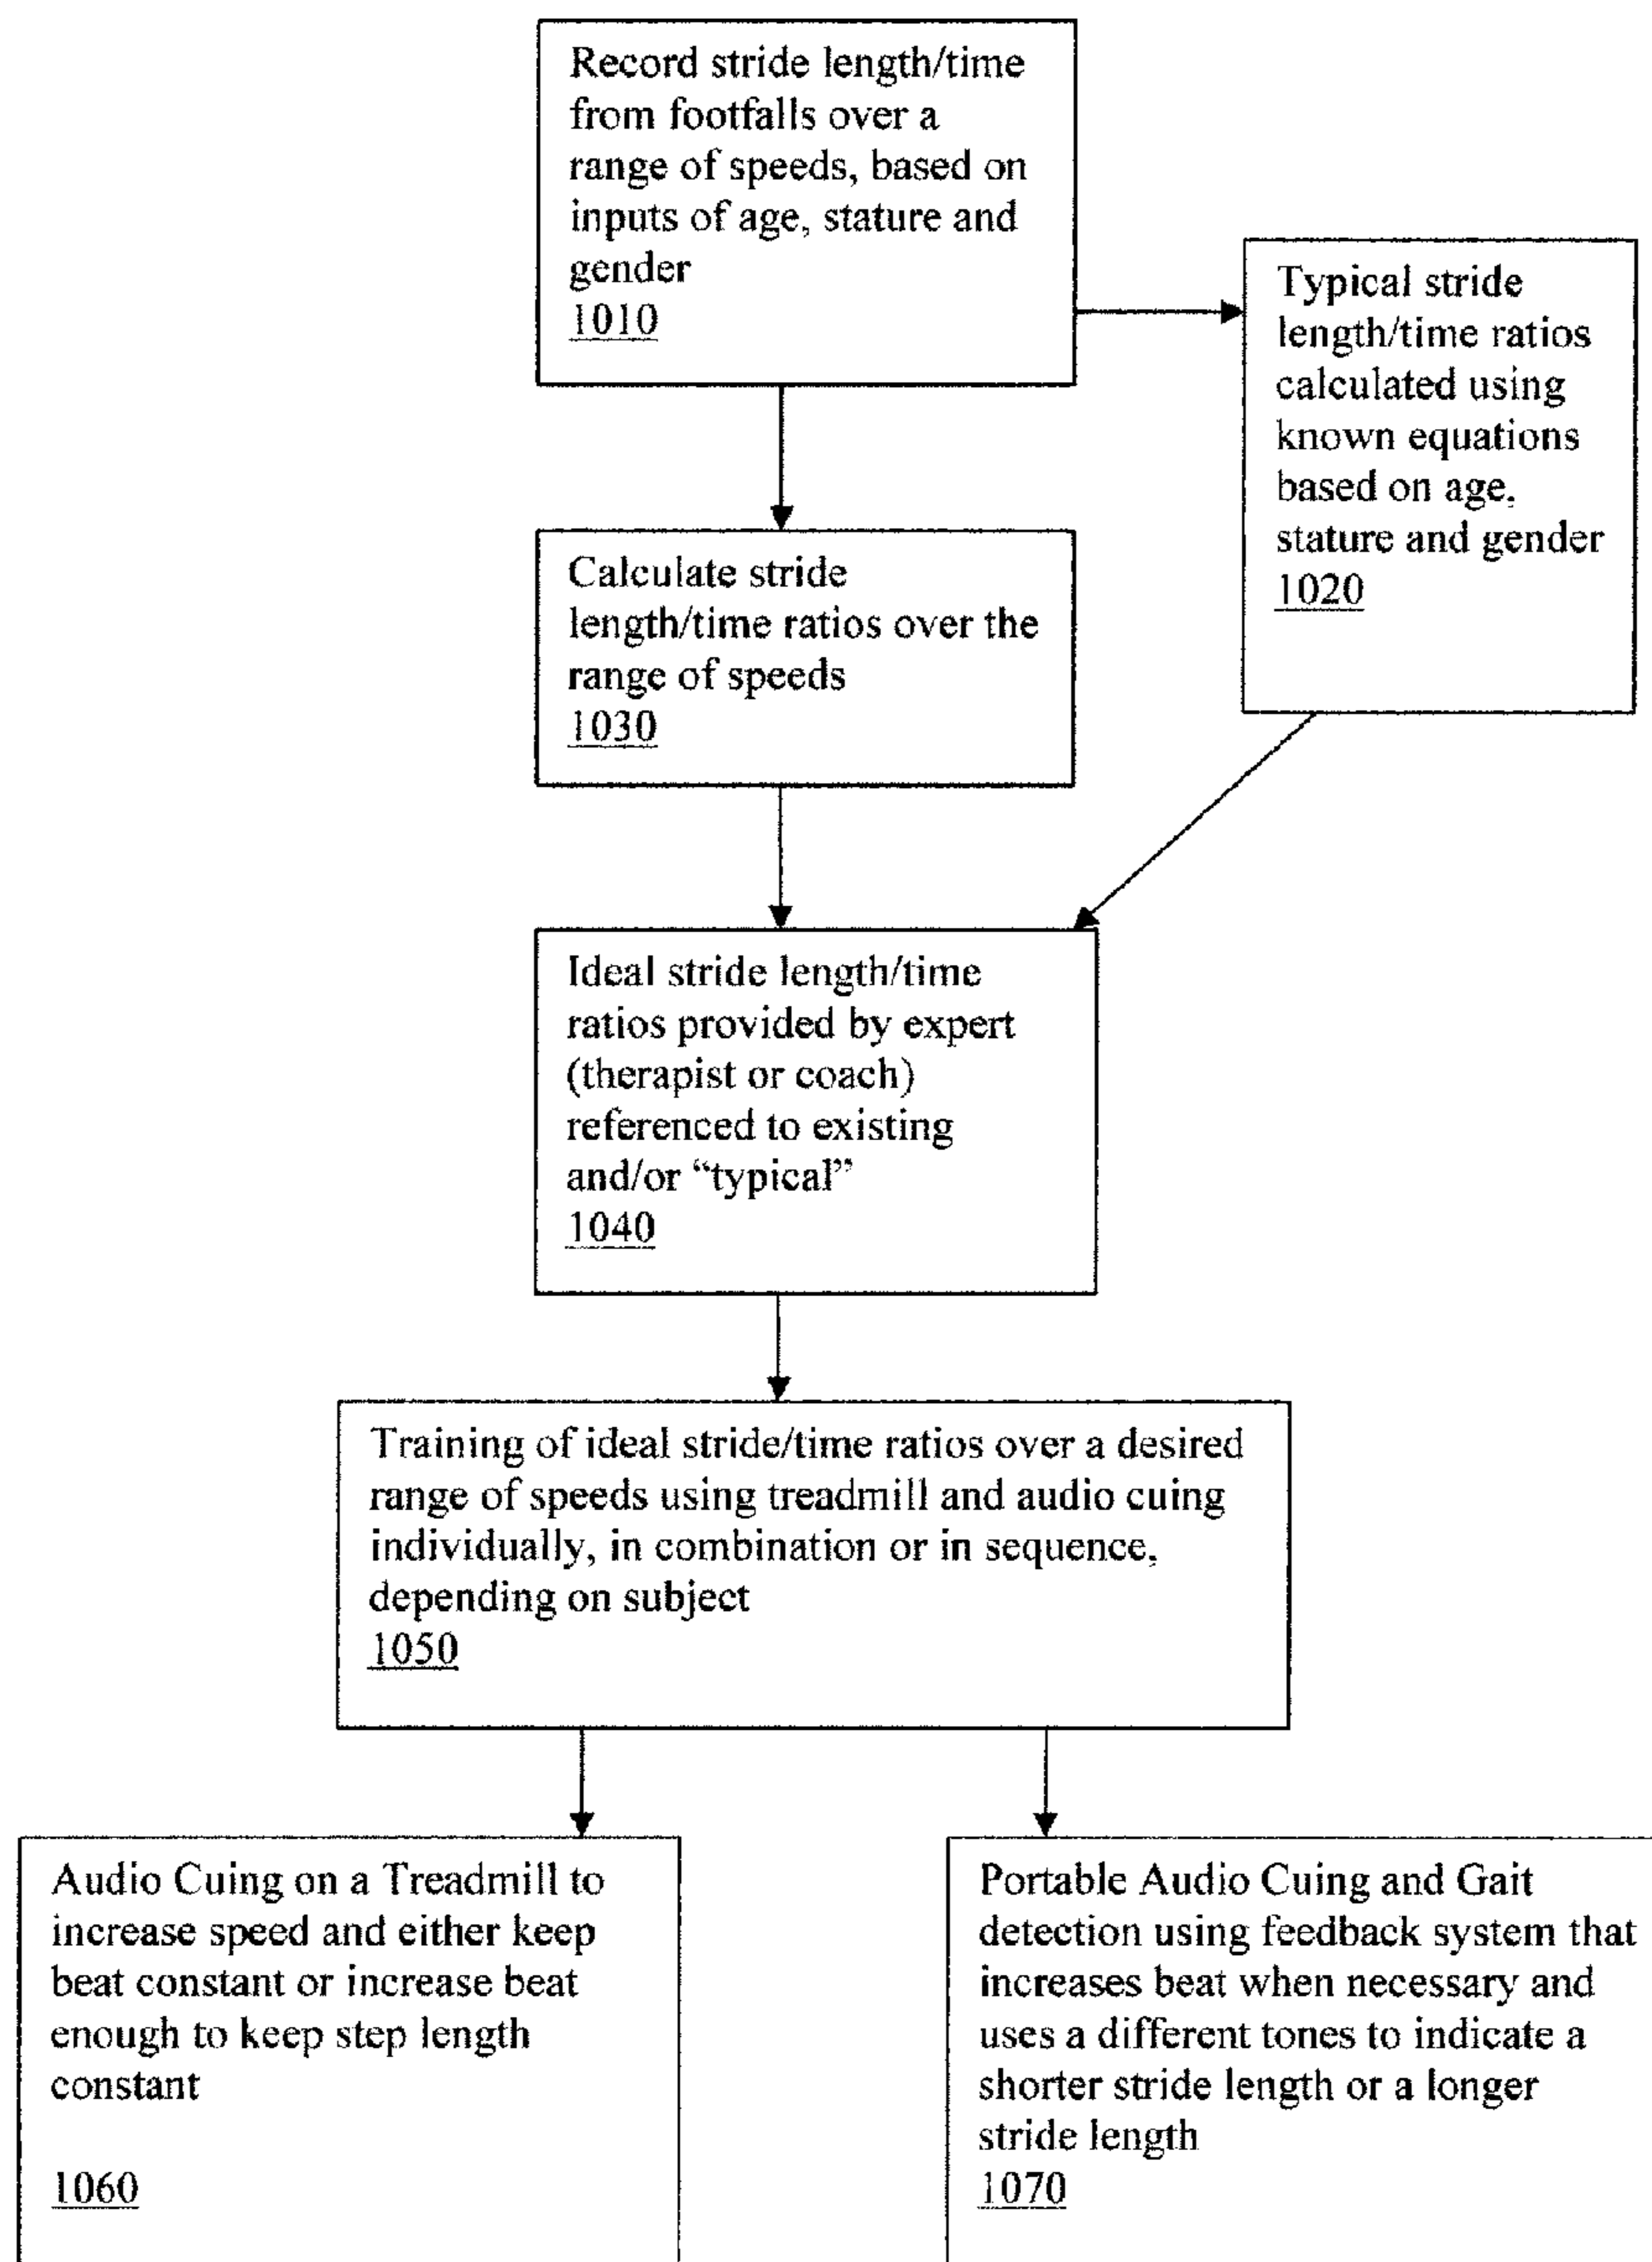 Record stride length/time
from footfalls over a
range of speeds, based on
inputs of age, stature and
gender
1010
Typical stride
length/time ratios
calculated using
known equations
based on age,
stature and gender
1020
Calculate stride
length/time ratios over the
range of speeds
1030
Ideal stride length/time
ratios provided by expert
(therapist or coach)
referenced to existing
and/or “typical”
1040
Training of ideal stride/time ratios over a desired
range of speeds using treadmill and audio cuing
individually, in combination or in sequence,
depending on subject
1050
Audio Cuing on a Treadmill to
increase speed and either keep
beat constant or increase beat
enough to keep step length
constant
1060
Portable Audio Cuing and Gait
detection using feedback system that
increases beat when necessary and
uses a different tones to indicate a
shorter stride length or a longer
stride length
1070